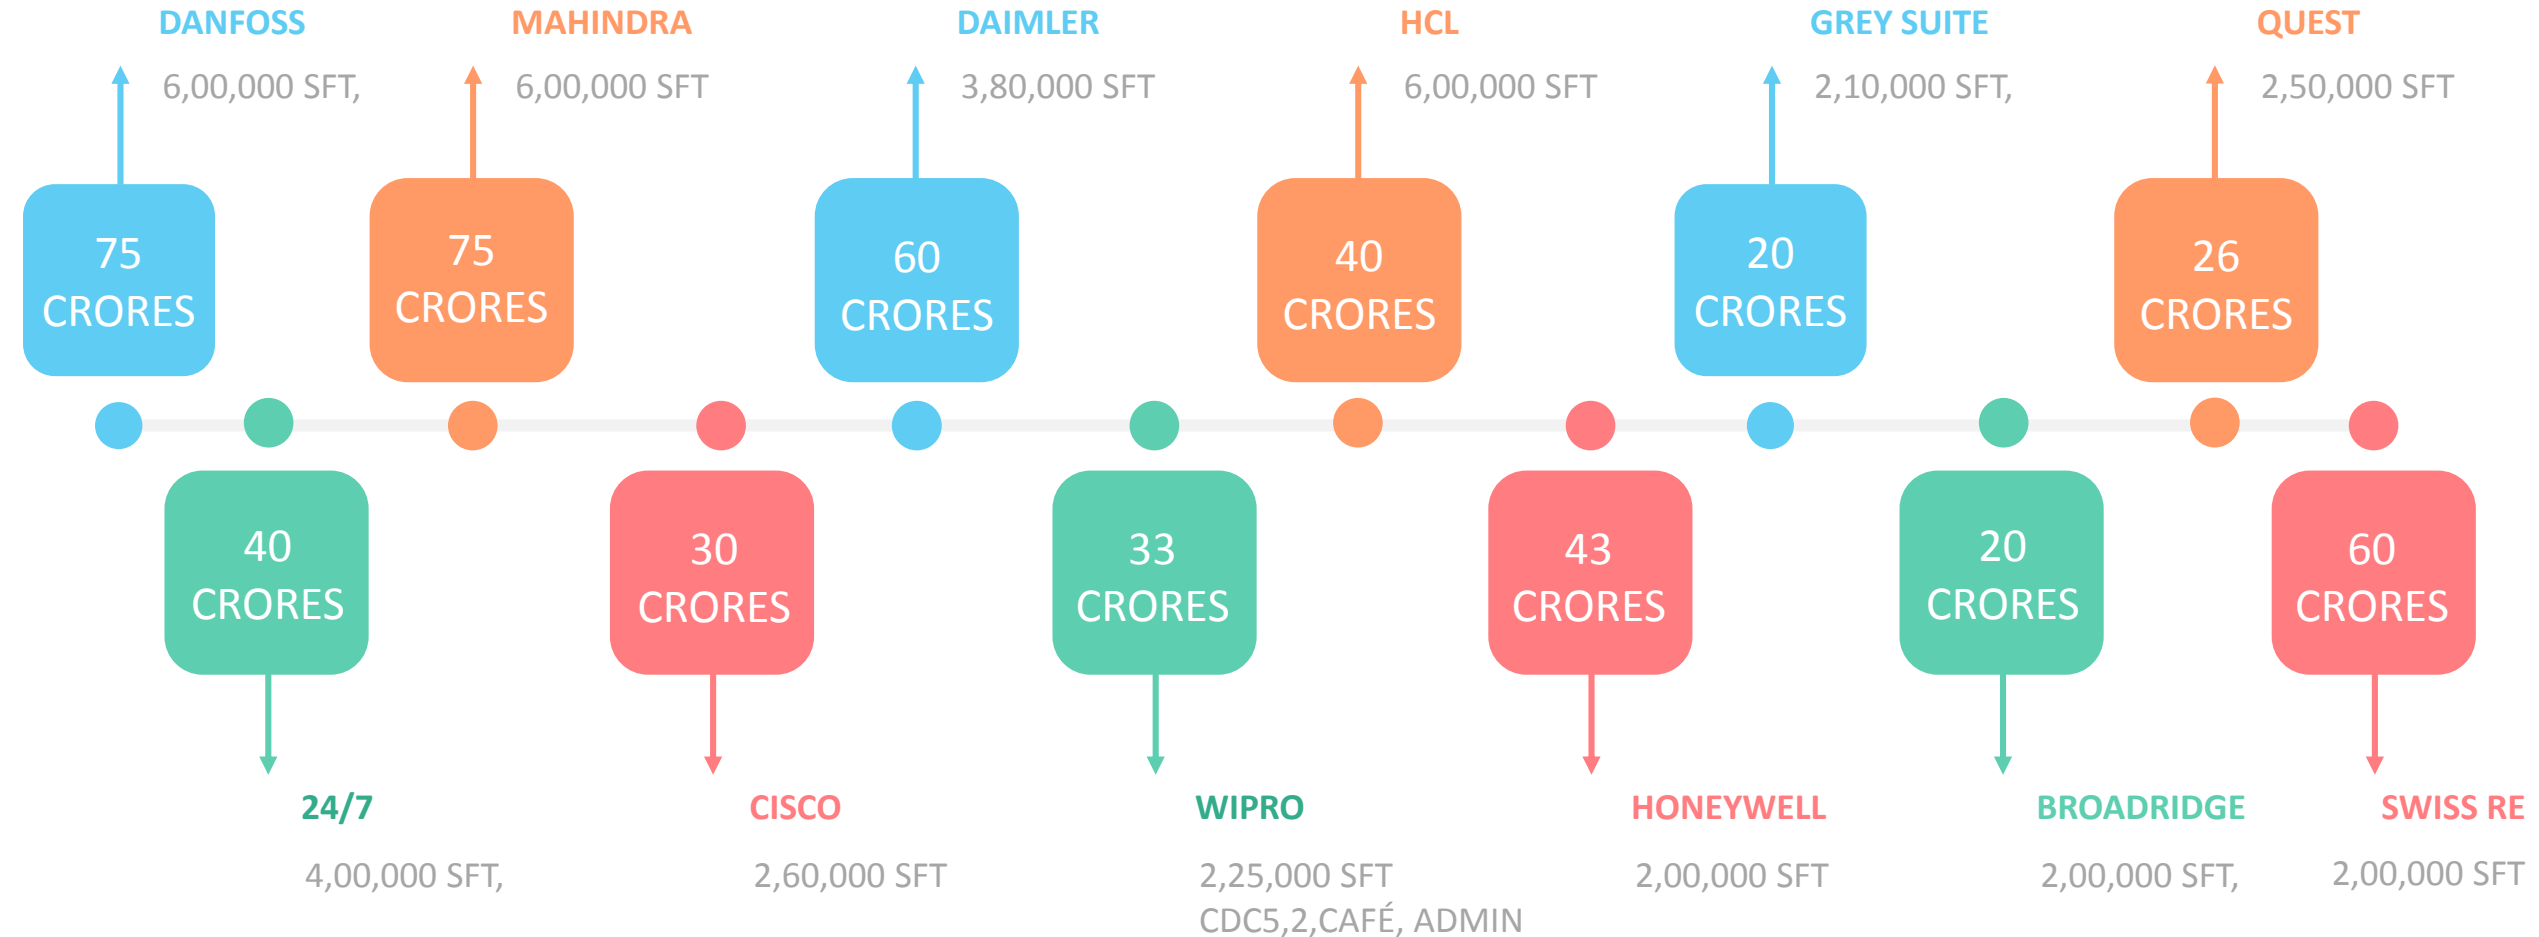 DANFOSS
6,00,000 SFT,
75
CRORES
MAHINDRA
6,00,000 SFT
75
CRORES
DAIMLER
3,80,000 SFT
60
CRORES
HCL
6,00,000 SFT
40
CRORES
GREY SUITE
2,10,000 SFT,
20
CRORES
QUEST
2,50,000 SFT
26
CRORES
40
CRORES
24/7
4,00,000 SFT,
30
CRORES
CISCO
2,60,000 SFT
33
CRORES
WIPRO
2,25,000 SFT
CDC5,2,CAFÉ, ADMIN
43
CRORES
HONEYWELL
2,00,000 SFT
20
CRORES
BROADRIDGE
2,00,000 SFT,
60
CRORES
SWISS RE
2,00,000 SFT